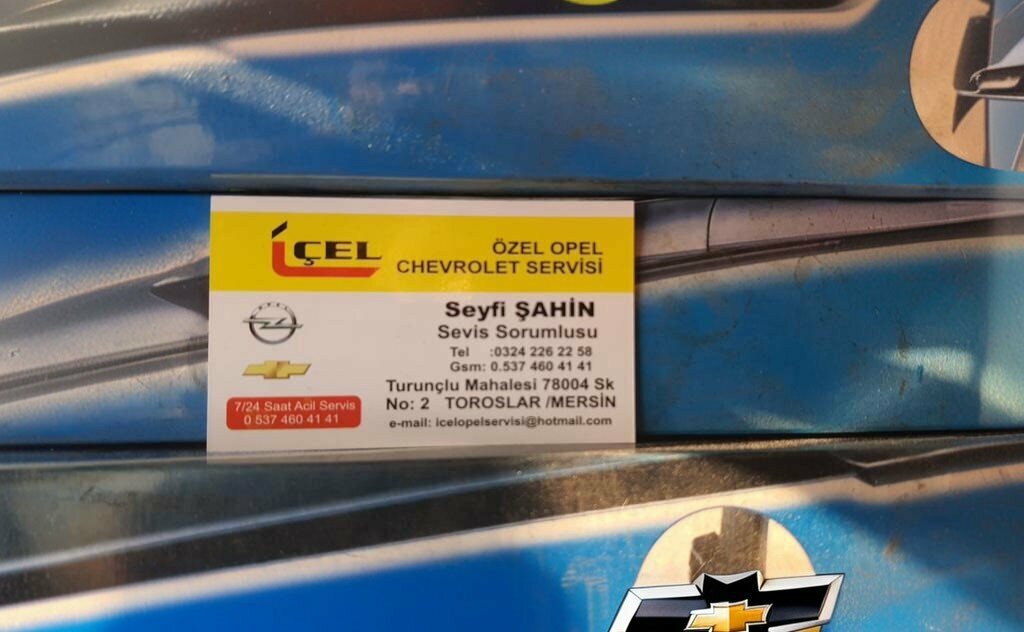 İÇEL
ÖZEL OPEL
CHEVROLET SERVİSİ
Seyfi ŞAHİN
Sevis Sorumlusu
Tel :0324 226 22 58
Gsm: 0.537 460 41 41
Turunçlu Mahalesi 78004 Sk
No: 2 TOROSLAR /MERSİN
e-mail: icelopelservisi@hotmail.com
7/24 Saat Acil Servis
0 537 460 41 41